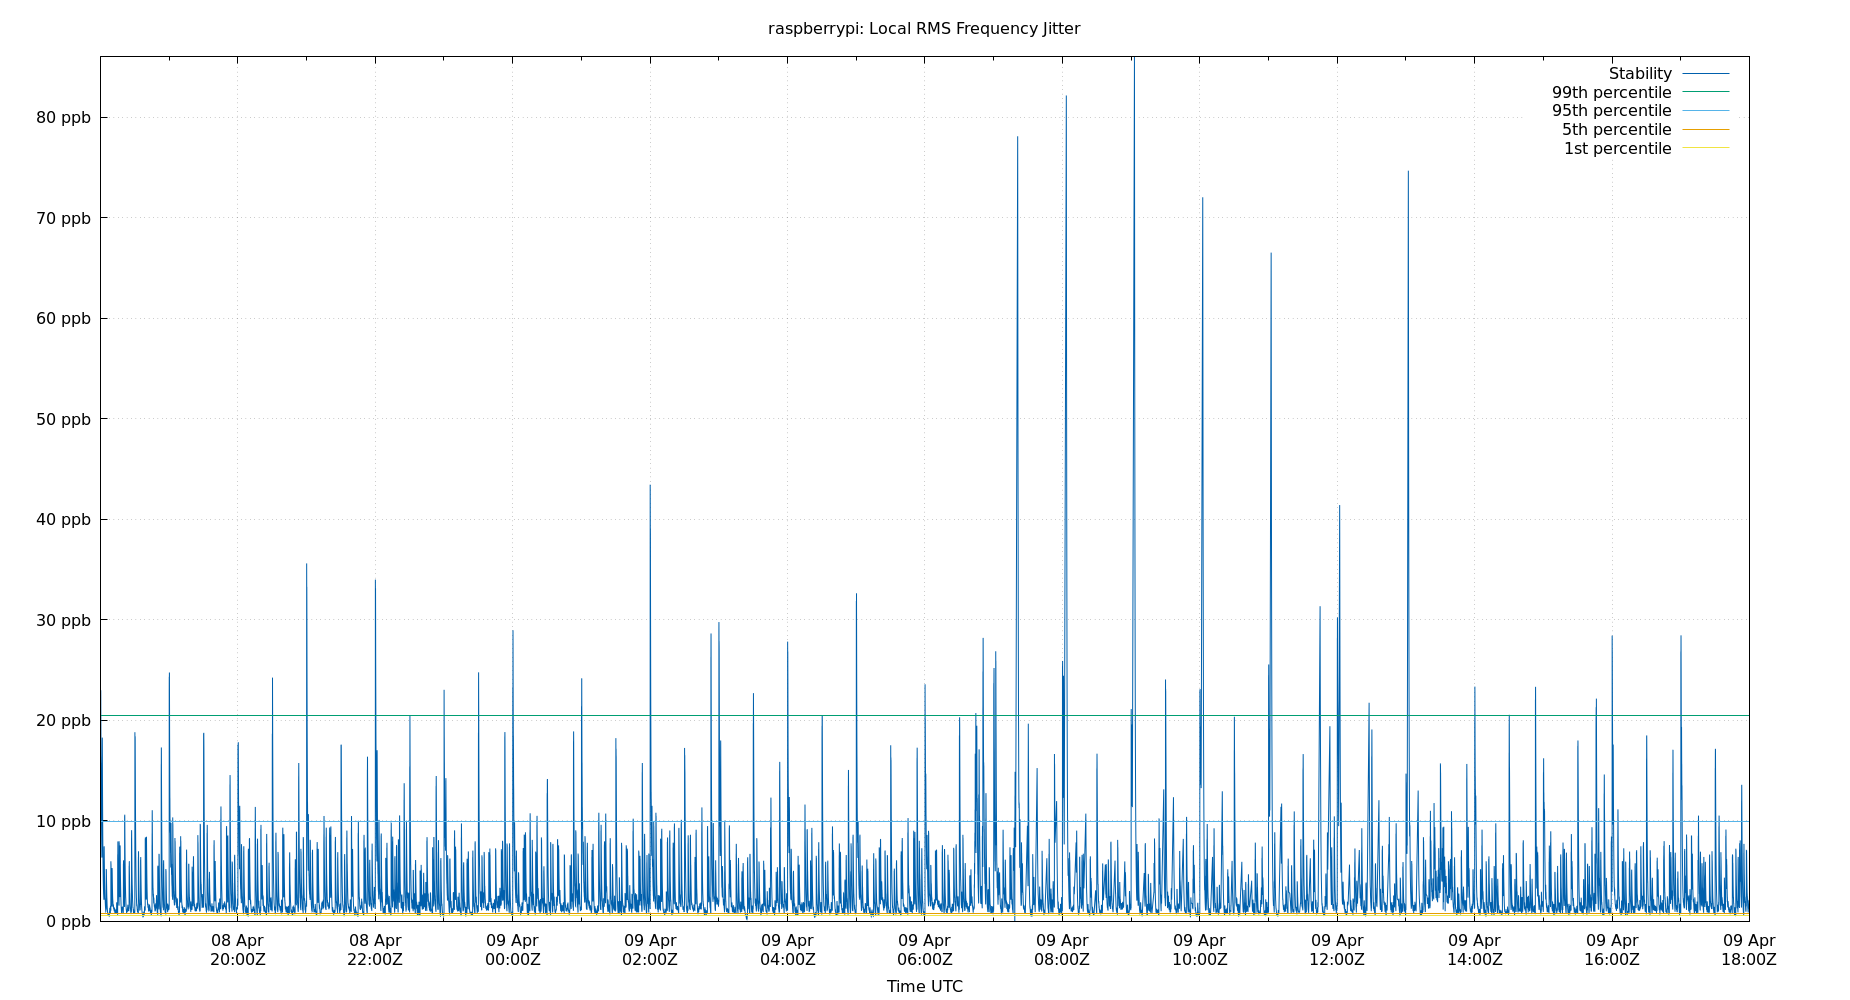 raspberrypi: Local RMS Frequency Jitter
Stability
99th percentile
95th percentile
5th percentile
1st percentile
80 ppb
70 ppb
60 ppb
50 ppb
40 ppb
30 ppb
20 ppb
10 ppb
0 ppb
08 Apr 08 Apr 09 Apr 09 Apr 09 Apr 09 Apr 09 Apr 09 Apr 09 Apr 09 Apr 09 Apr 09 Apr
20:00Z 22:00Z 00:00Z 02:00Z 04:00Z 06:00Z 08:00Z 10:00Z 12:00Z 14:00Z 16:00Z 18:00Z
Time UTC